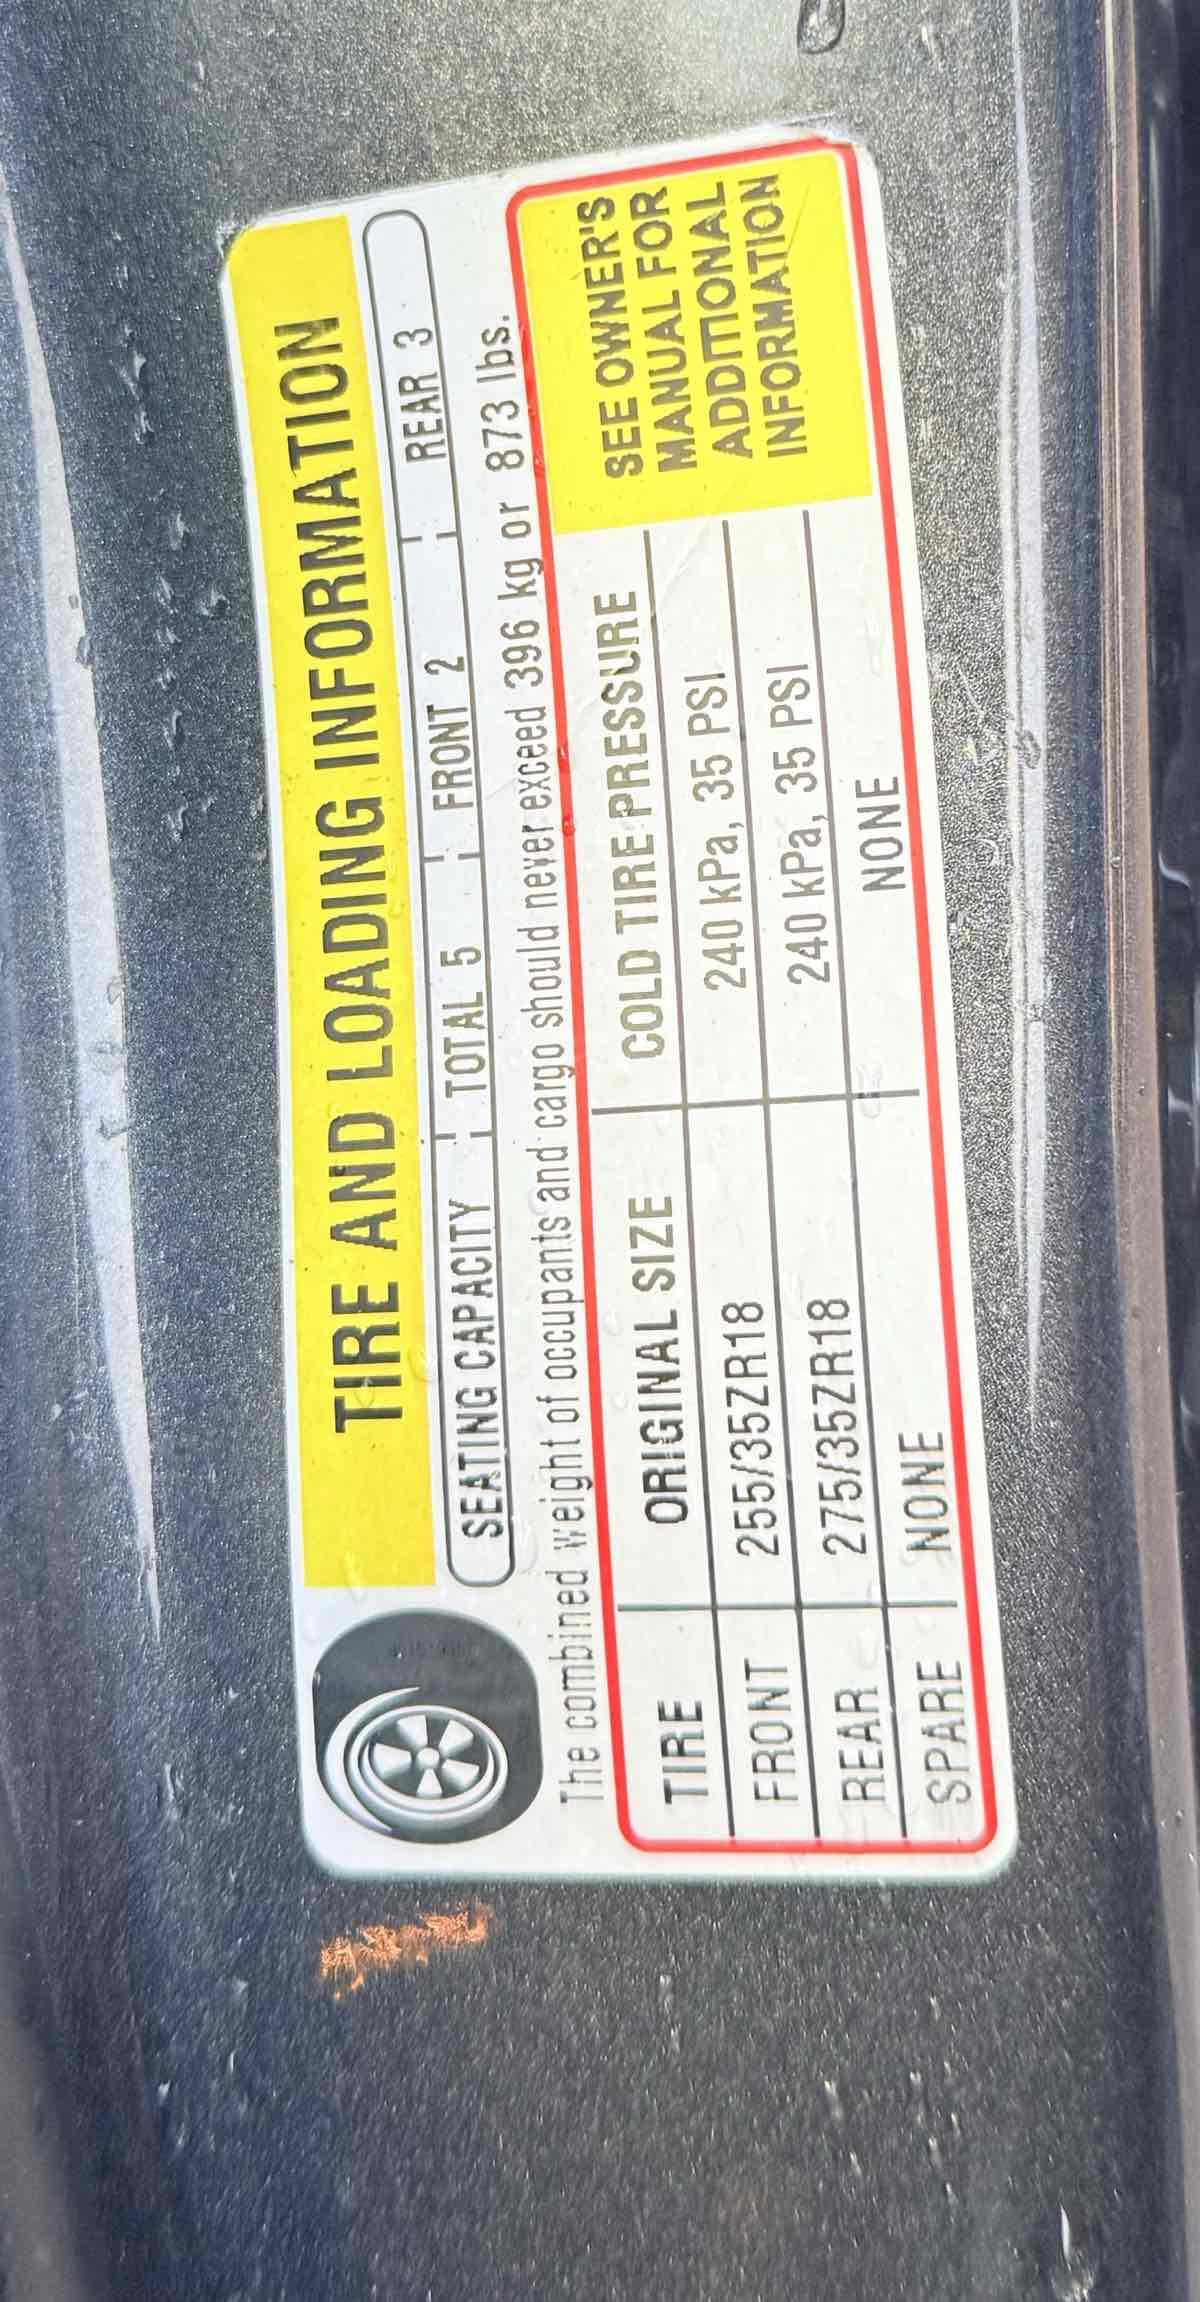 TIRE AND LOADING INFORMATION
SEATING CAPACITY TOTAL 5 FRONT 2 REAR 3
The combined weight of occupants and cargo should never exceed 396 kg or 873 lbs.
TIRE ORIGINAL SIZE COLD TIRE PRESSURE
FRONT 255/35ZR18 240 kPa, 35 PSI
REAR 275/35ZR18 240 kPa, 35 PSI
SPARE NONE NONE
SEE OWNER'S
MANUAL FOR
ADDITIONAL
INFORMATION